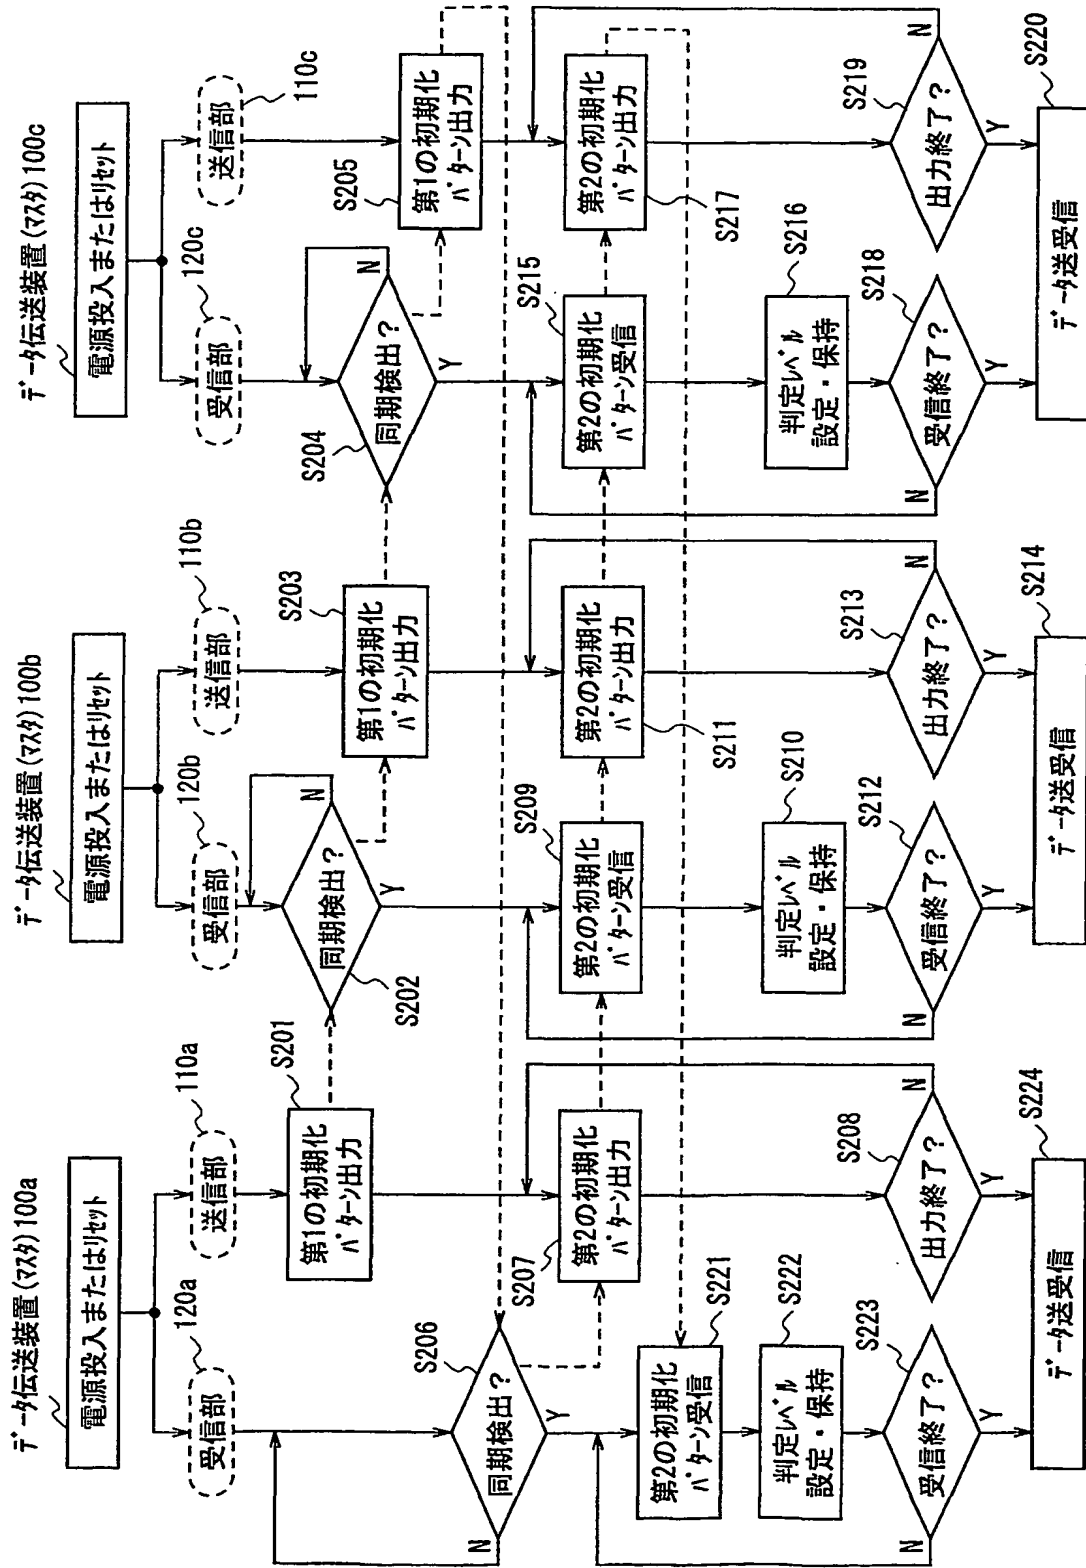 データ伝送装置(マスタ)100a
電源投入またはリセット
受信部
120a
送信部
110a
第1の初期化
パターン出力
S201
同期検出?
S206
N
Y
第2の初期化
パターン出力
S207
第2の初期化
パターン受信
S221
判定レベル
設定・保持
S222
受信終了?
S223
N
Y
出力終了?
S208
N
Y
データ送受信
S224
データ伝送装置(マスタ)100b
電源投入またはリセット
受信部
120b
送信部
110b
同期検出?
S202
N
Y
第1の初期化
パターン出力
S203
第2の初期化
パターン受信
S209
第2の初期化
パターン出力
S211
判定レベル
設定・保持
S210
受信終了?
S212
N
Y
出力終了?
S213
N
Y
データ送受信
S214
データ伝送装置(マスタ)100c
電源投入またはリセット
受信部
120c
送信部
110c
同期検出?
S204
N
Y
第1の初期化
パターン出力
S205
第2の初期化
パターン受信
S215
第2の初期化
パターン出力
S217
判定レベル
設定・保持
S216
受信終了?
S218
N
Y
出力終了?
S219
N
Y
データ送受信
S220